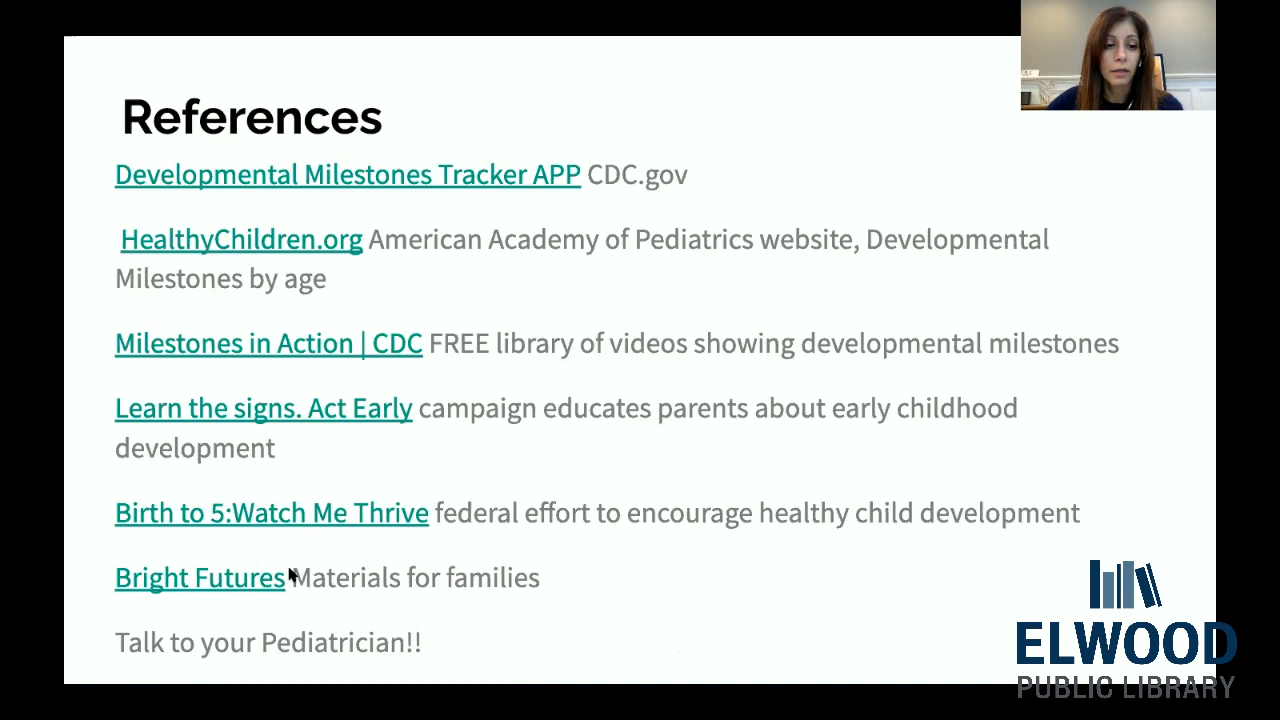 References
Developmental Milestones Tracker APP CDC.gov
HealthyChildren.org American Academy of Pediatrics website, Developmental
Milestones by age
Milestones in Action | CDC FREE library of videos showing developmental milestones
Learn the signs. Act Early campaign educates parents about early childhood
development
Birth to 5:Watch Me Thrive federal effort to encourage healthy child development
Bright Futures Materials for families
Talk to your Pediatrician!!
ELWOOD
PUBLIC LIBRARY